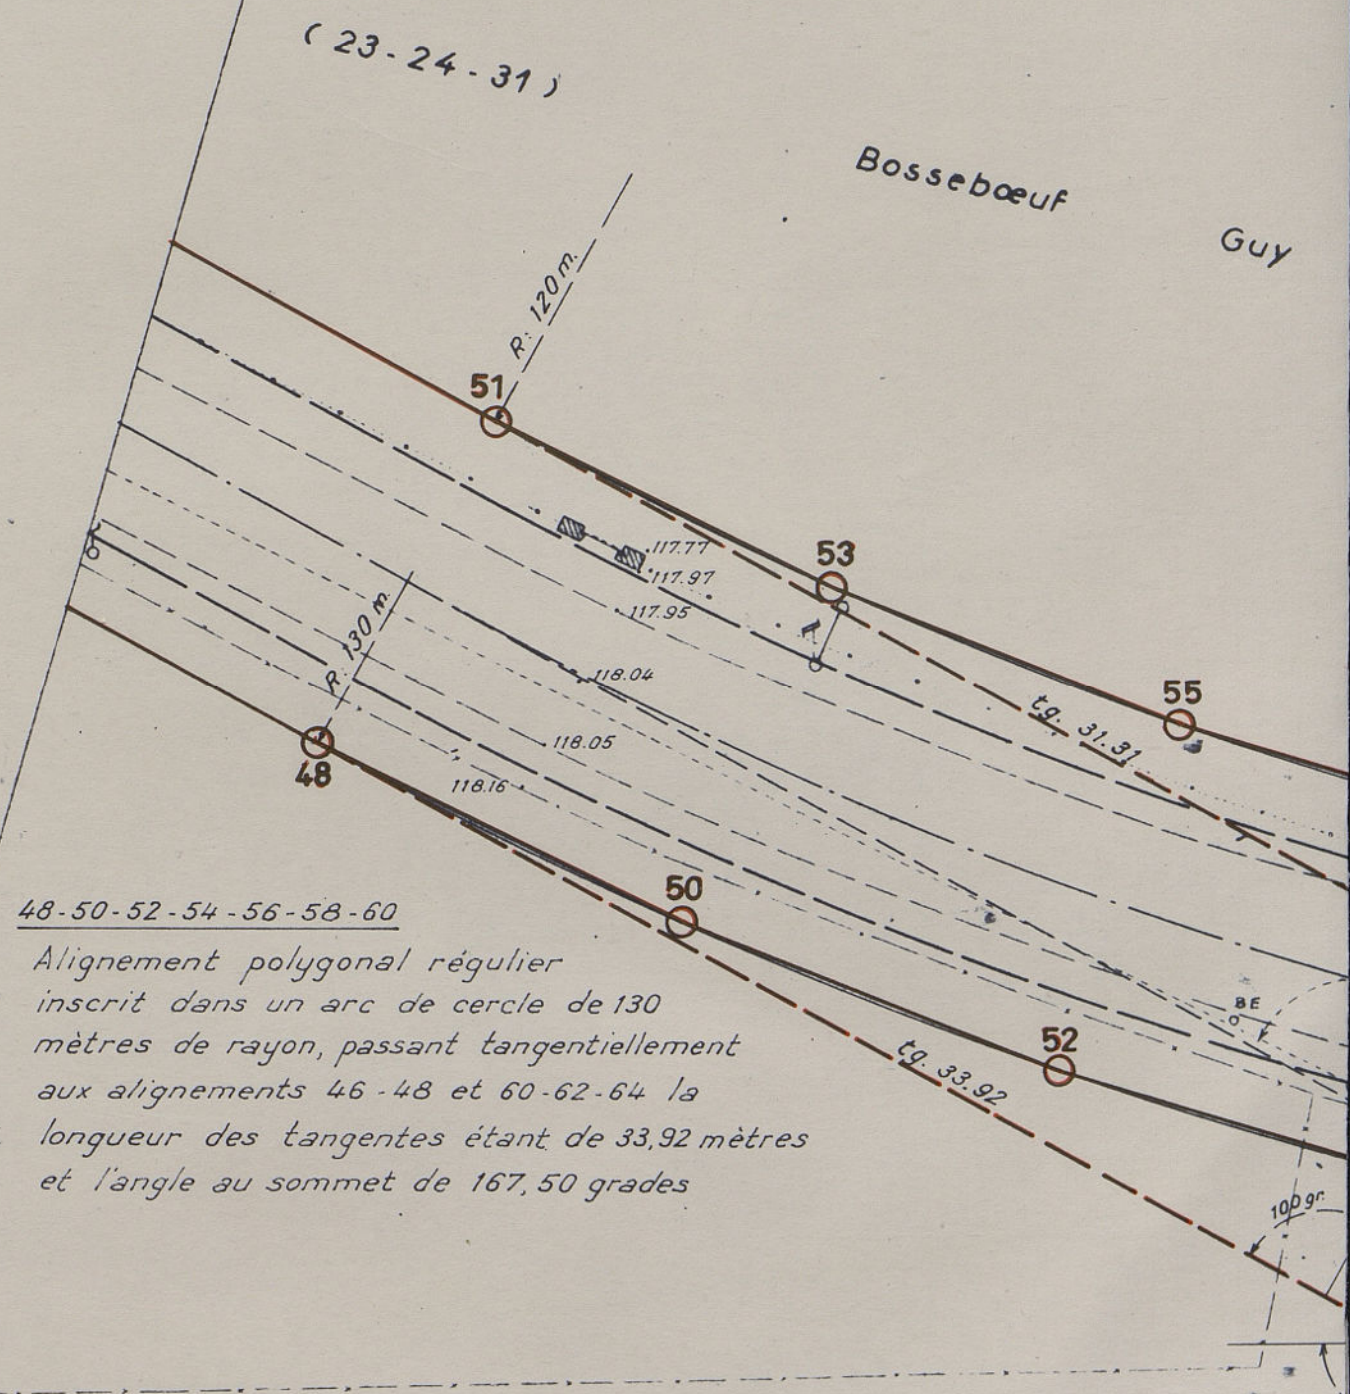 ( 23-24-31 )
Bossebœuf
Guy
R: 120 m.
51
117.77
117.97
117.95
53
R: 130 m.
118.04
55
tg. 31.31
118.05
48
118.16
50
48-50-52-54-56-58-60
Alignement polygonal régulier
inscrit dans un arc de cercle de 130
mètres de rayon, passant tangentiellement
aux alignements 46-48 et 60-62-64 la
longueur des tangentes étant de 33,92 mètres
et l'angle au sommet de 167,50 grades
BE
52
tg. 33.92
100 gr.